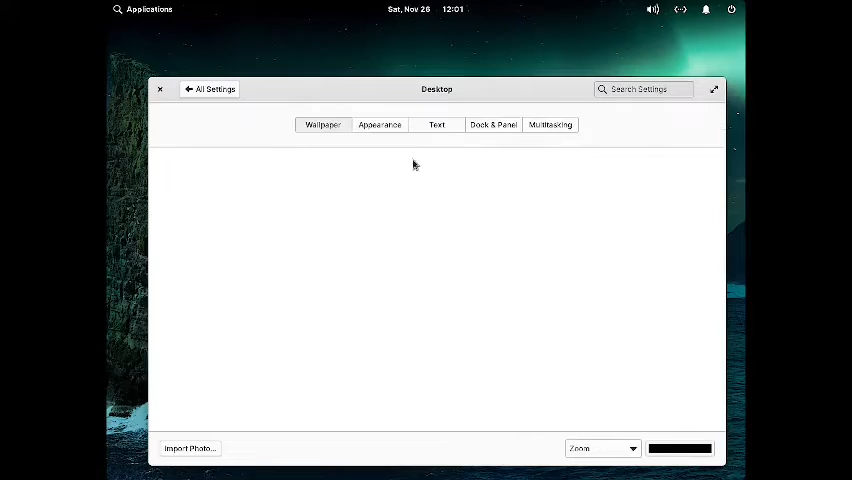 Applications
Sat, Nov 26 12:01
All Settings
Desktop
Search Settings
Wallpaper
Appearance
Text
Dock & Panel
Multitasking
Import Photo...
Zoom